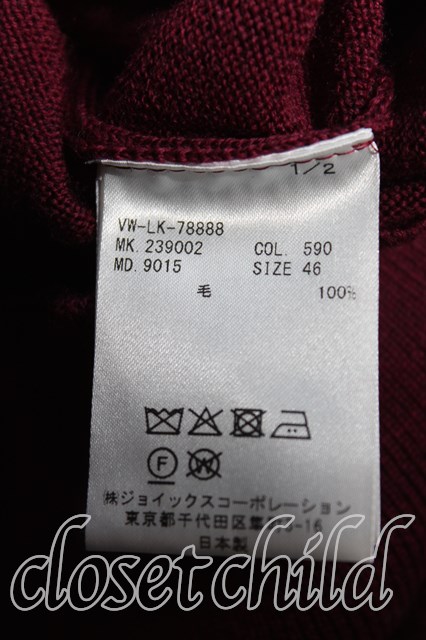 1/2
VW-LK-78888
MK. 239002 COL. 590
MD. 9015 SIZE 46
毛 100%
F W
㈱ジョイックスコーポレーション
東京都千代田区
日本製
closetchild